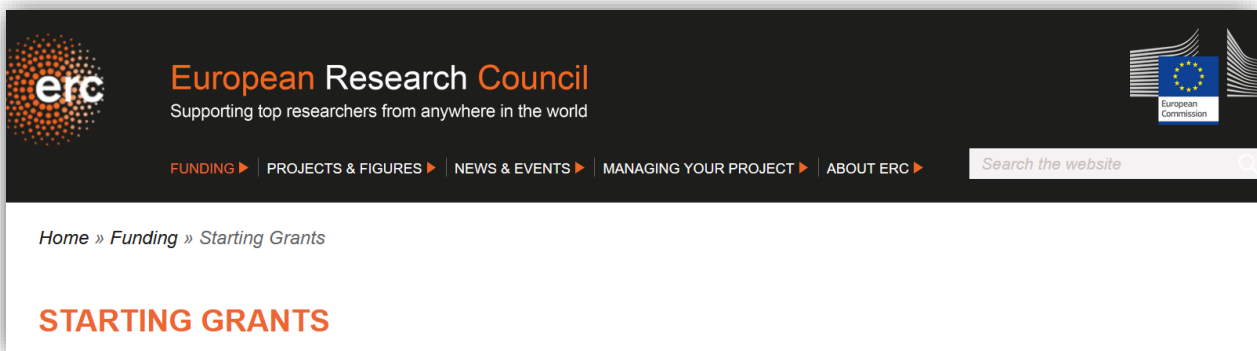 erc
European Research Council
Supporting top researchers from anywhere in the world
European
Commission
FUNDING PROJECTS & FIGURES NEWS & EVENTS MANAGING YOUR PROJECT ABOUT ERC Search the website
Home » Funding » Starting Grants
STARTING GRANTS